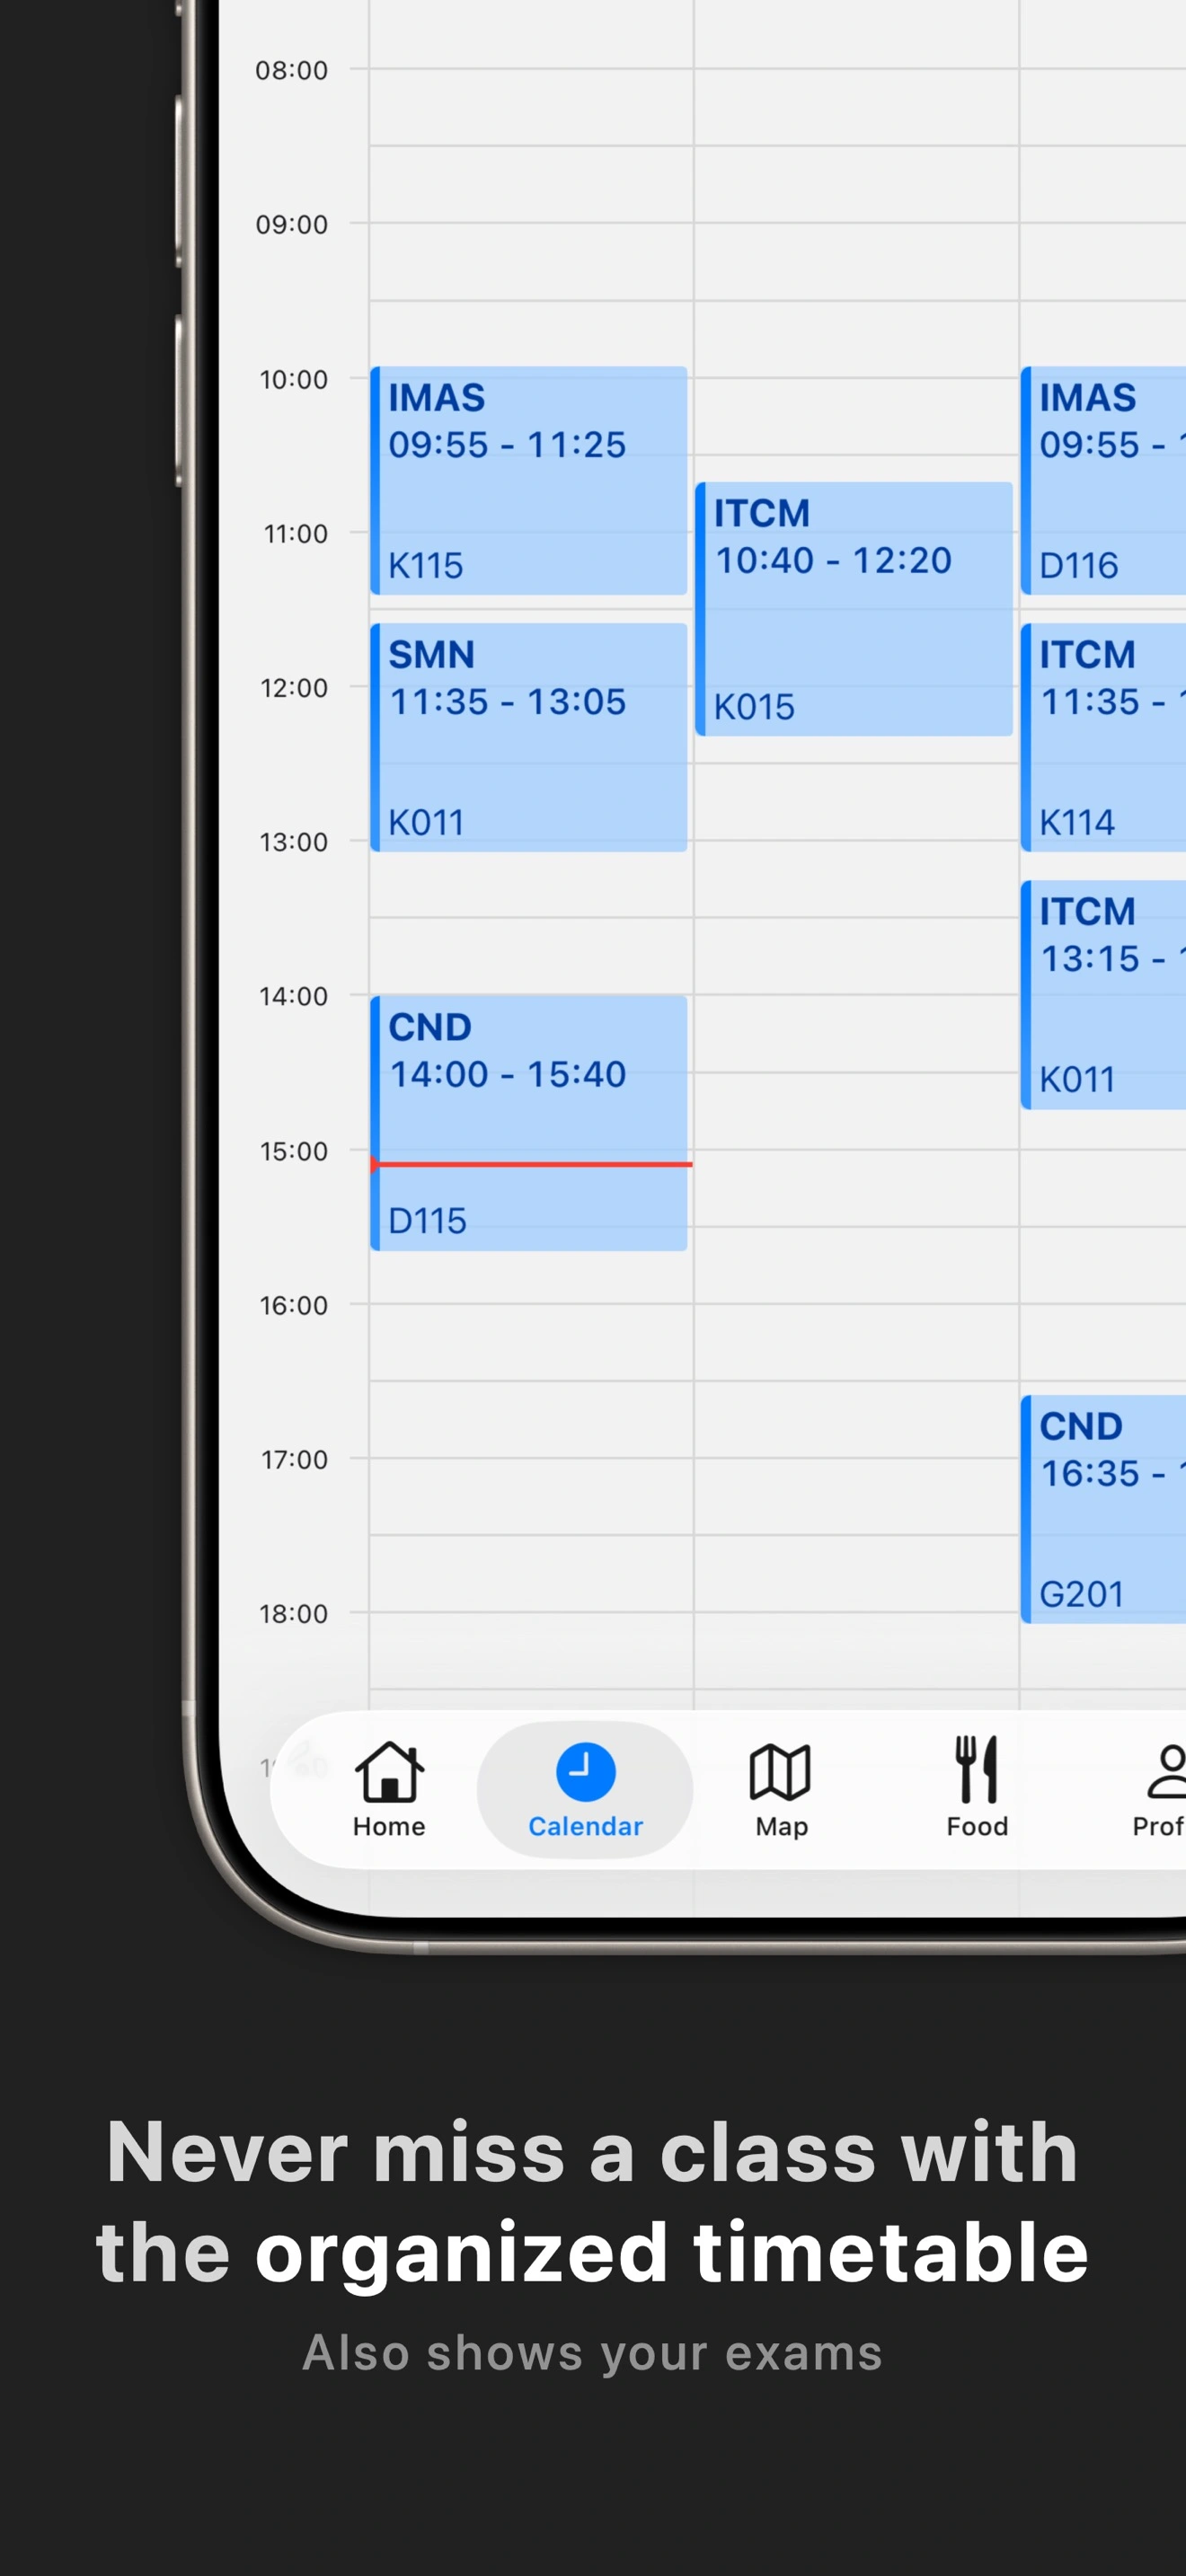 08:00
09:00
10:00
11:00
12:00
13:00
14:00
15:00
16:00
17:00
18:00
IMAS
09:55 - 11:25
K115
SMN
11:35 - 13:05
K011
CND
14:00 - 15:40
D115
ITCM
10:40 - 12:20
K015
IMAS
09:55 -
D116
ITCM
11:35 -
K114
ITCM
13:15 -
K011
CND
16:35 -
G201
Home
Calendar
Map
Food
Prof
Never miss a class with
the organized timetable
Also shows your exams